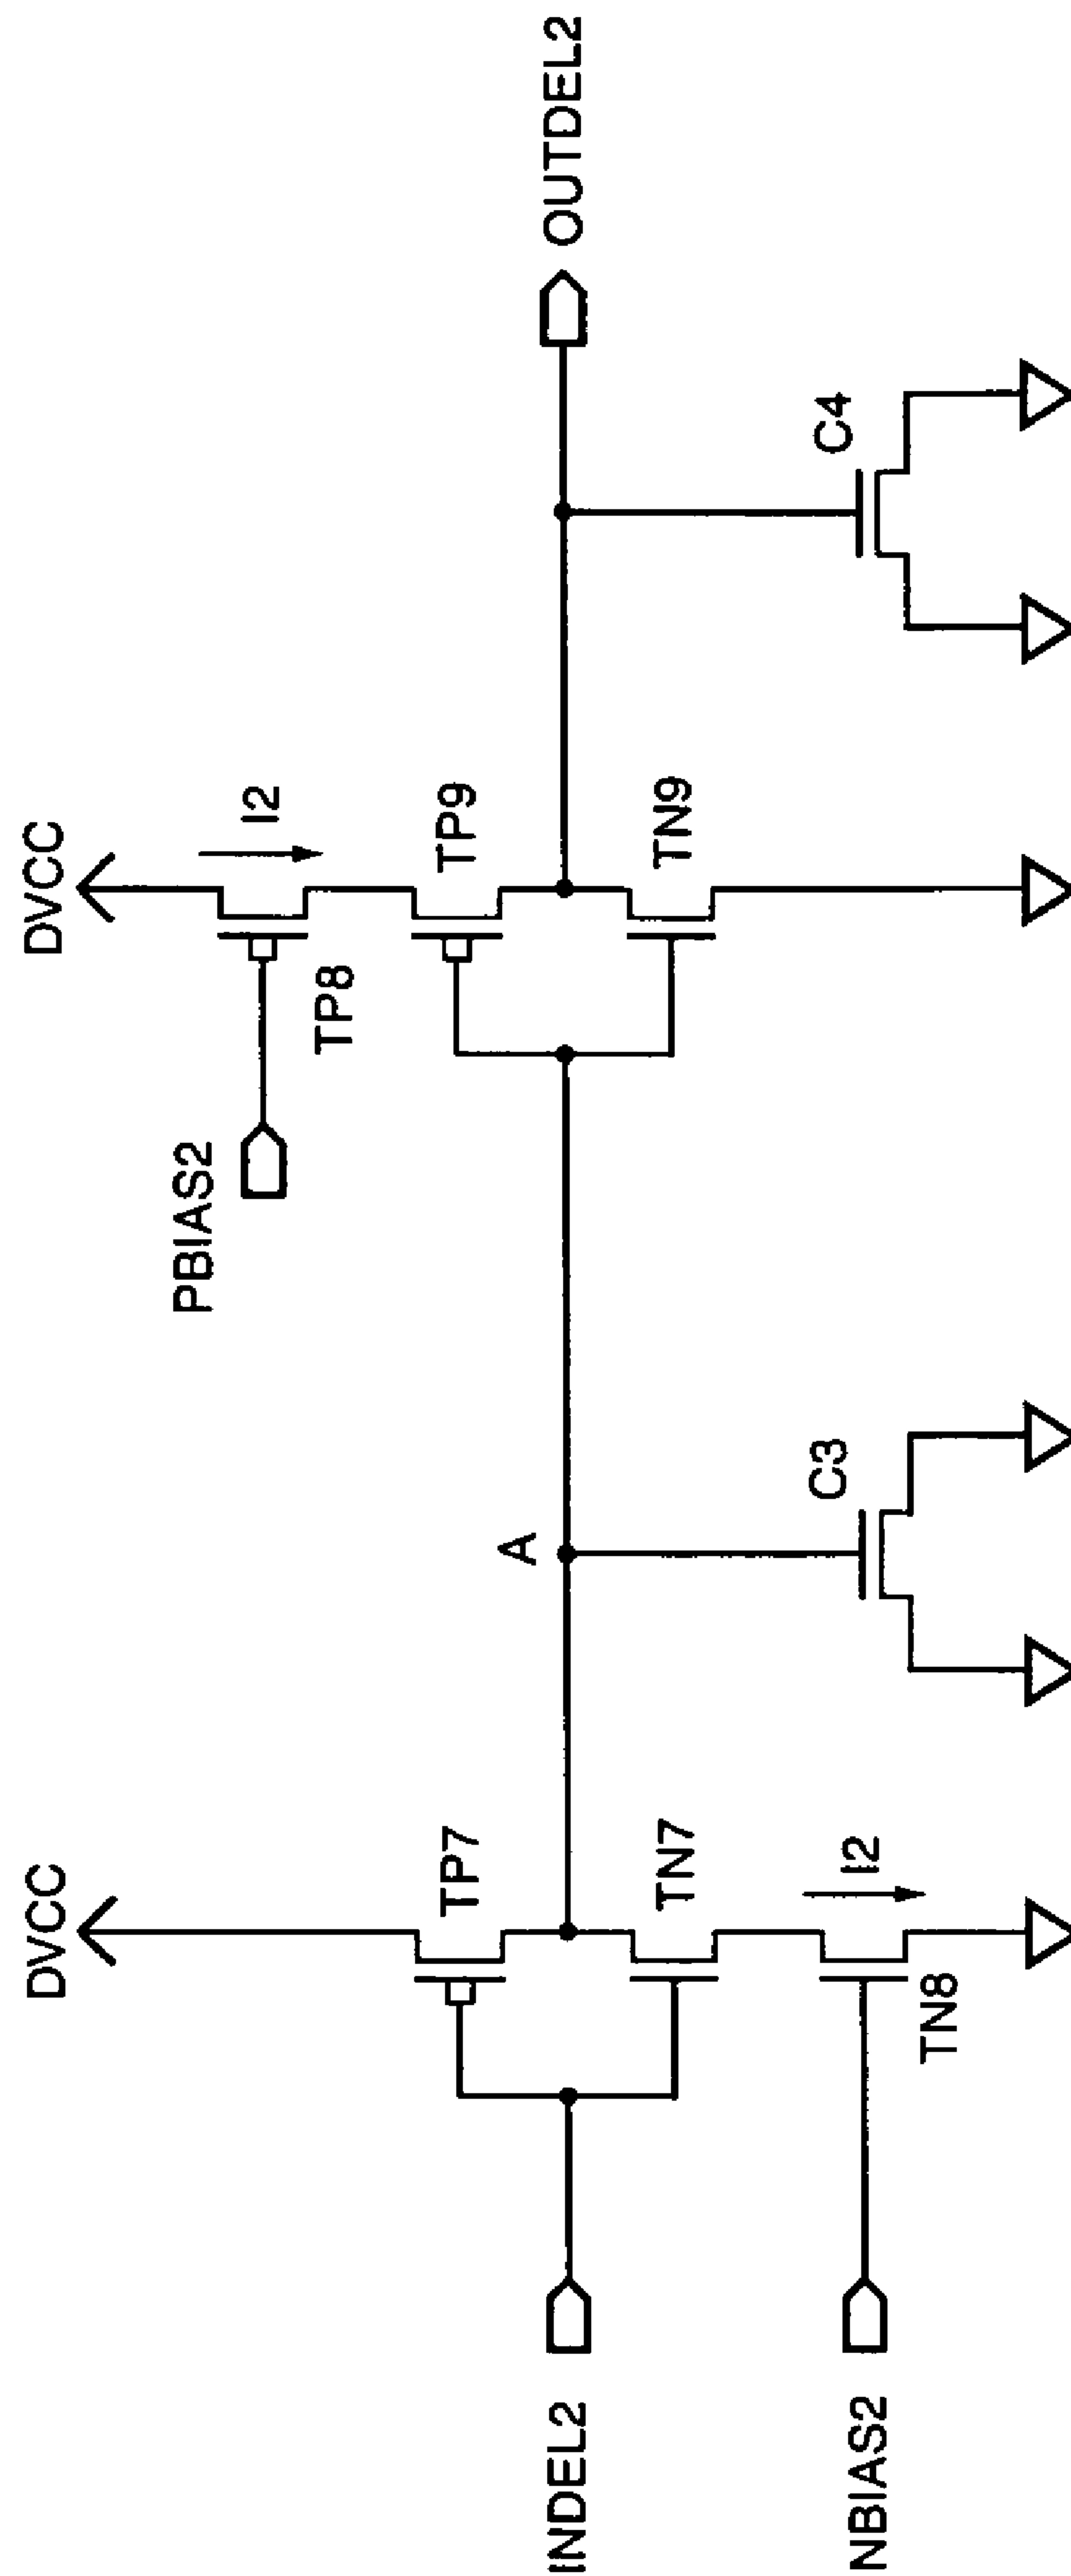 DVCC
DVCC
PBIAS2
I2
TP8
TP7
TP9
A
OUTDEL2
INDEL2
TN7
TN9
I2
C3
C4
NBIAS2
TN8